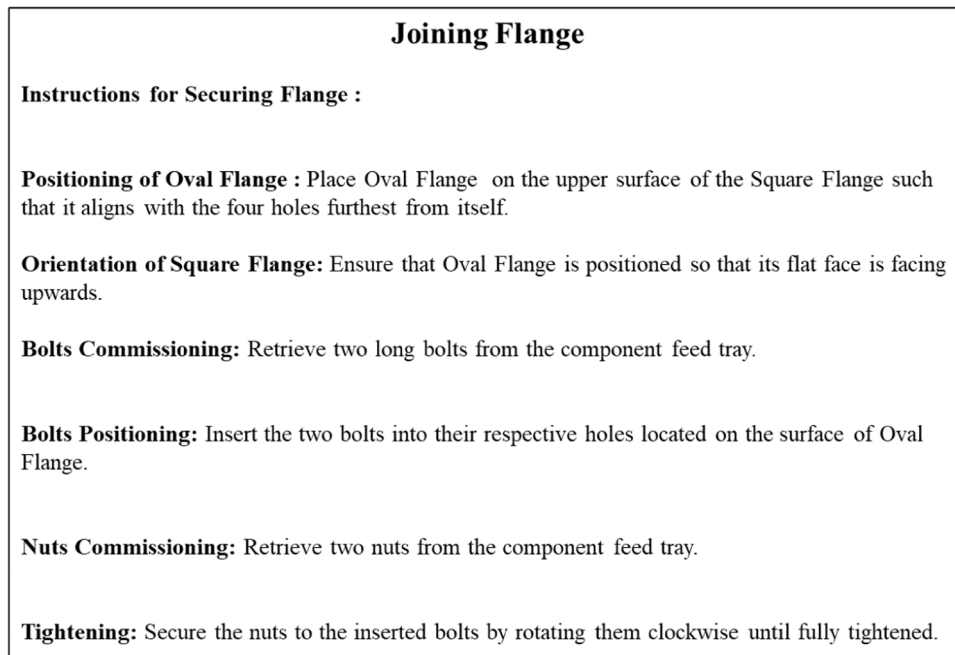 Joining Flange
Instructions for Securing Flange :
Positioning of Oval Flange : Place Oval Flange on the upper surface of the Square Flange such
that it aligns with the four holes furthest from itself.
Orientation of Square Flange: Ensure that Oval Flange is positioned so that its flat face is facing
upwards.
Bolts Commissioning: Retrieve two long bolts from the component feed tray.
Bolts Positioning: Insert the two bolts into their respective holes located on the surface of Oval
Flange.
Nuts Commissioning: Retrieve two nuts from the component feed tray.
Tightening: Secure the nuts to the inserted bolts by rotating them clockwise until fully tightened.